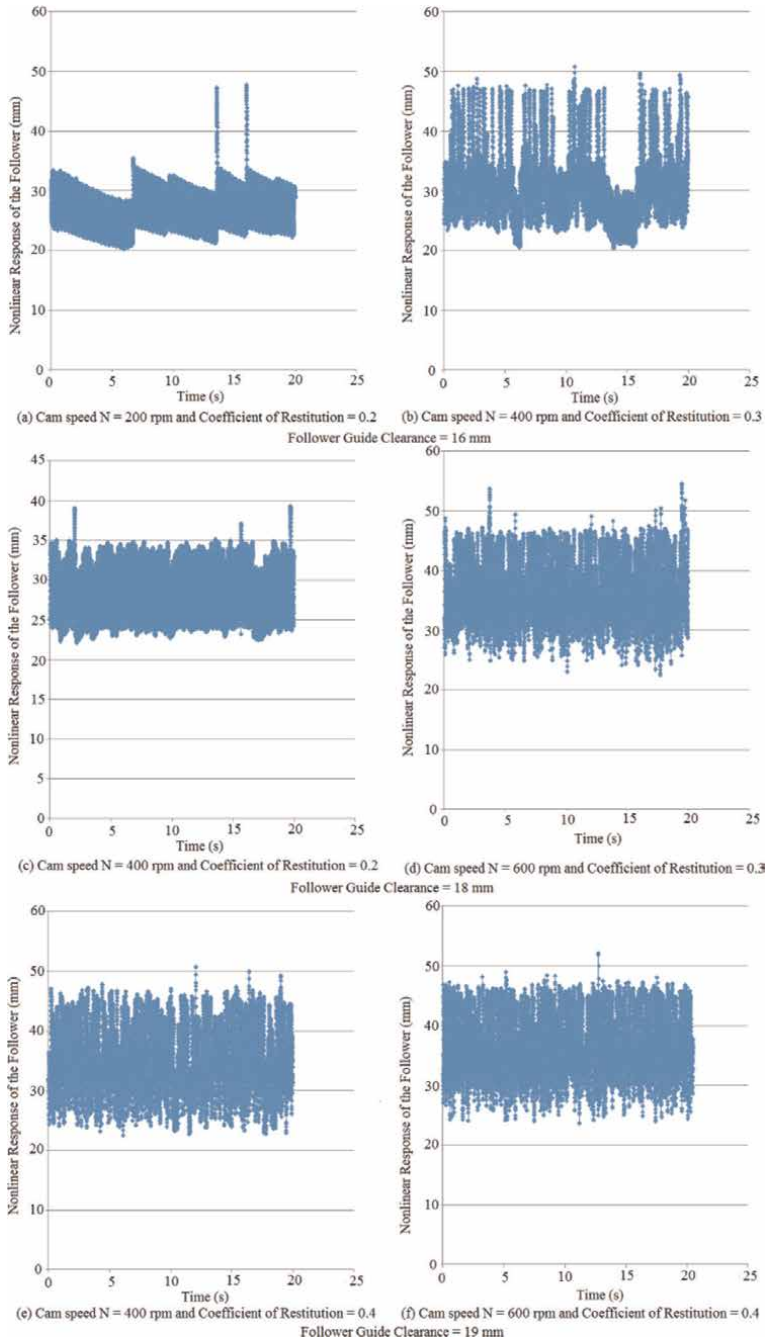 60
50
40
30
20
10
0
Nonlinear Response of the Follower (mm)
0 5 10 15 20 25
Time (s)
(a) Cam speed N = 200 rpm and Coefficient of Restitution = 0.2
60
50
40
30
20
10
0
Nonlinear Response of the Follower (mm)
0 5 10 15 20 25
Time (s)
(b) Cam speed N = 400 rpm and Coefficient of Restitution = 0.3
Follower Guide Clearance = 16 mm
45
40
35
30
25
20
15
10
5
0
Nonlinear Response of the Follower (mm)
0 5 10 15 20 25
Time (s)
(c) Cam speed N = 400 rpm and Coefficient of Restitution = 0.2
60
50
40
30
20
10
0
Nonlinear Response of the Follower (mm)
0 5 10 15 20 25
Time (s)
(d) Cam speed N = 600 rpm and Coefficient of Restitution = 0.3
Follower Guide Clearance = 18 mm
60
50
40
30
20
10
0
Nonlinear Response of the Follower (mm)
0 5 10 15 20 25
Time (s)
(e) Cam speed N = 400 rpm and Coefficient of Restitution = 0.4
60
50
40
30
20
10
0
Nonlinear Response of the Follower (mm)
0 5 10 15 20 25
Time (s)
(f) Cam speed N = 600 rpm and Coefficient of Restitution = 0.4
Follower Guide Clearance = 19 mm